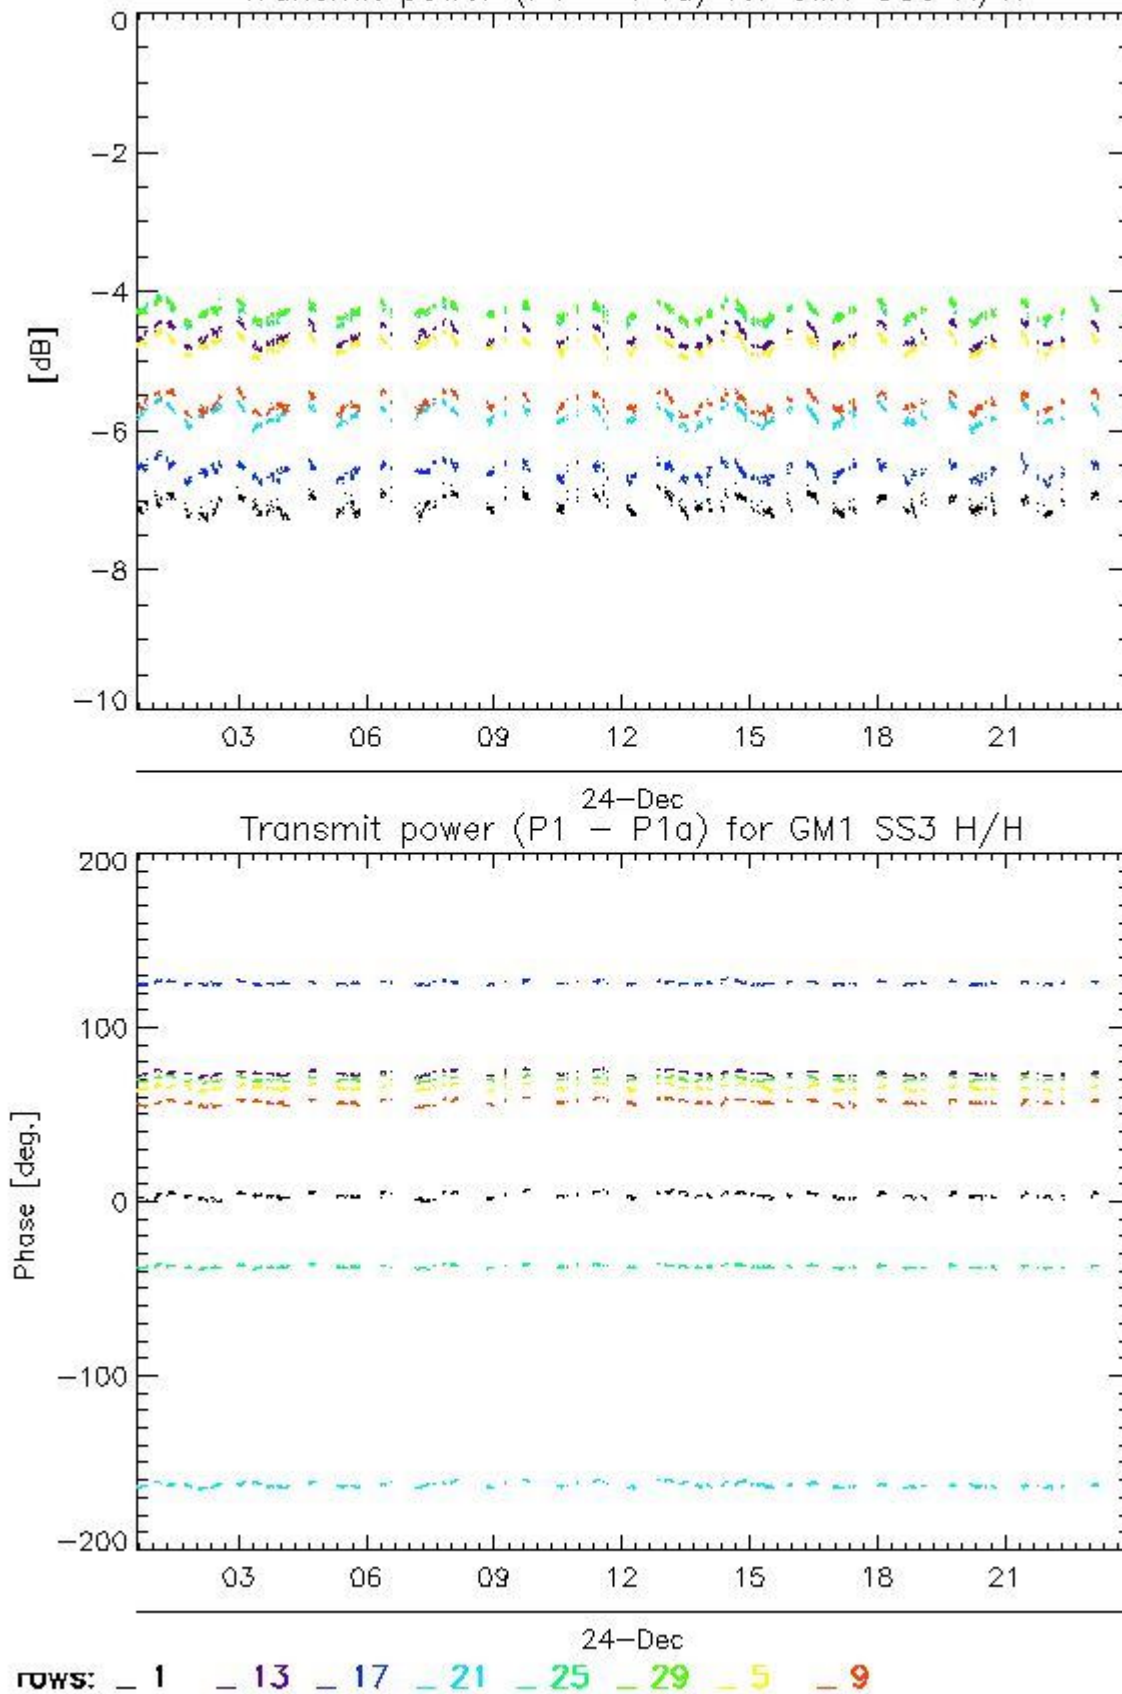 0
−2
−4
[dB]
−6
−8
−10
03 06 09 12 15 18 21
24−Dec
Transmit power (P1 − P1a) for GM1 SS3 H/H
200
100
Phase [deg.]
0
−100
−200
03 06 09 12 15 18 21
24−Dec
rows: _ 1 _ 13 _ 17 _ 21 _ 25 _ 29 _ 5 _ 9